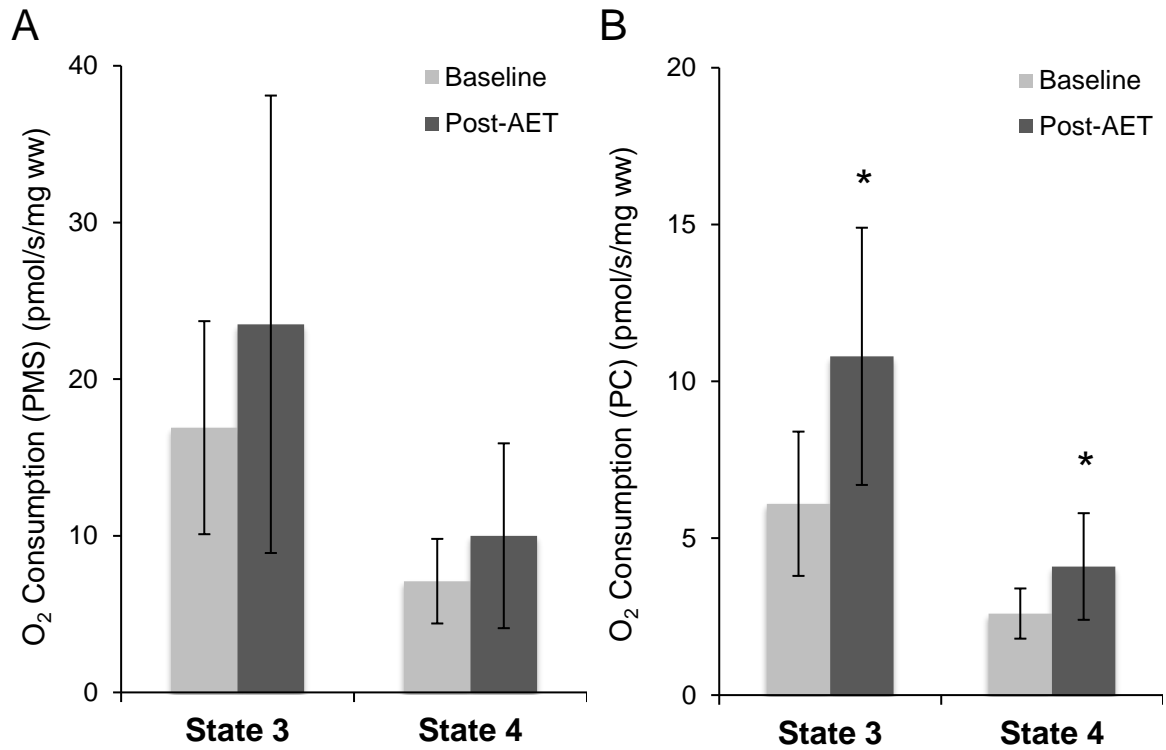 A
O₂ Consumption (PMS) (pmol/s/mg ww)
40
30
20
10
0
Baseline
Post-AET
State 3
State 4
B
O₂ Consumption (PC) (pmol/s/mg ww)
20
15
10
5
0
Baseline
Post-AET
*
*
State 3
State 4